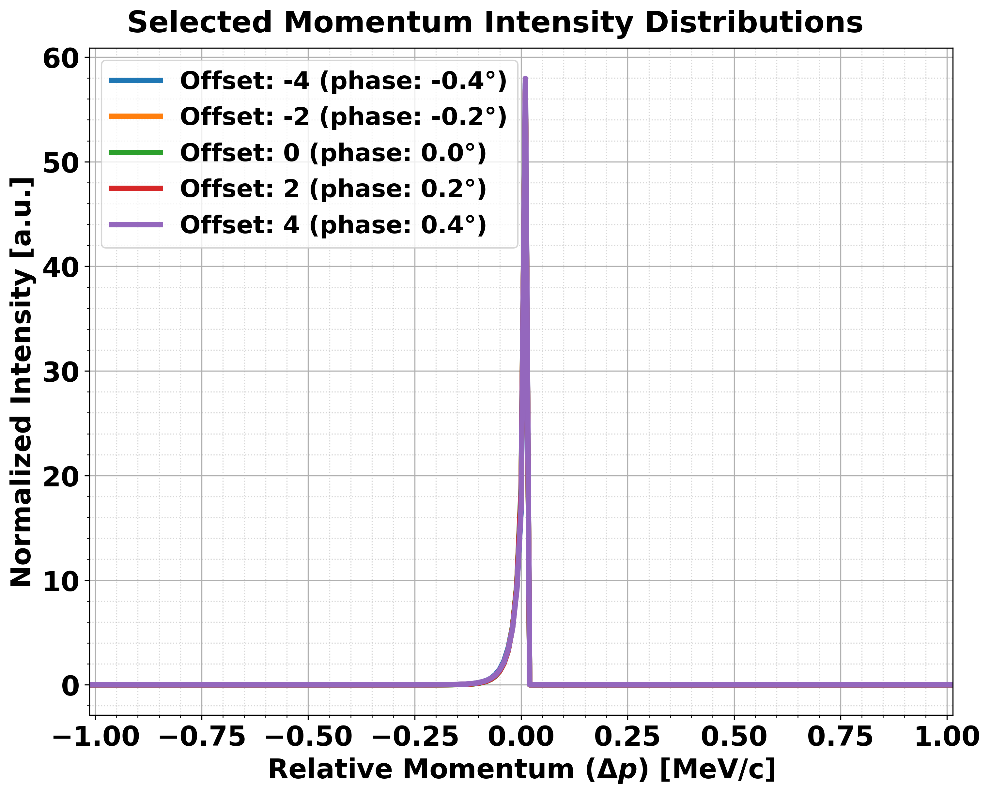 Selected Momentum Intensity Distributions
Normalized Intensity [a.u.]
60
50
40
30
20
10
0
Offset: -4 (phase: -0.4°)
Offset: -2 (phase: -0.2°)
Offset: 0 (phase: 0.0°)
Offset: 2 (phase: 0.2°)
Offset: 4 (phase: 0.4°)
−1.00 −0.75 −0.50 −0.25 0.00 0.25 0.50 0.75 1.00
Relative Momentum (Δp) [MeV/c]